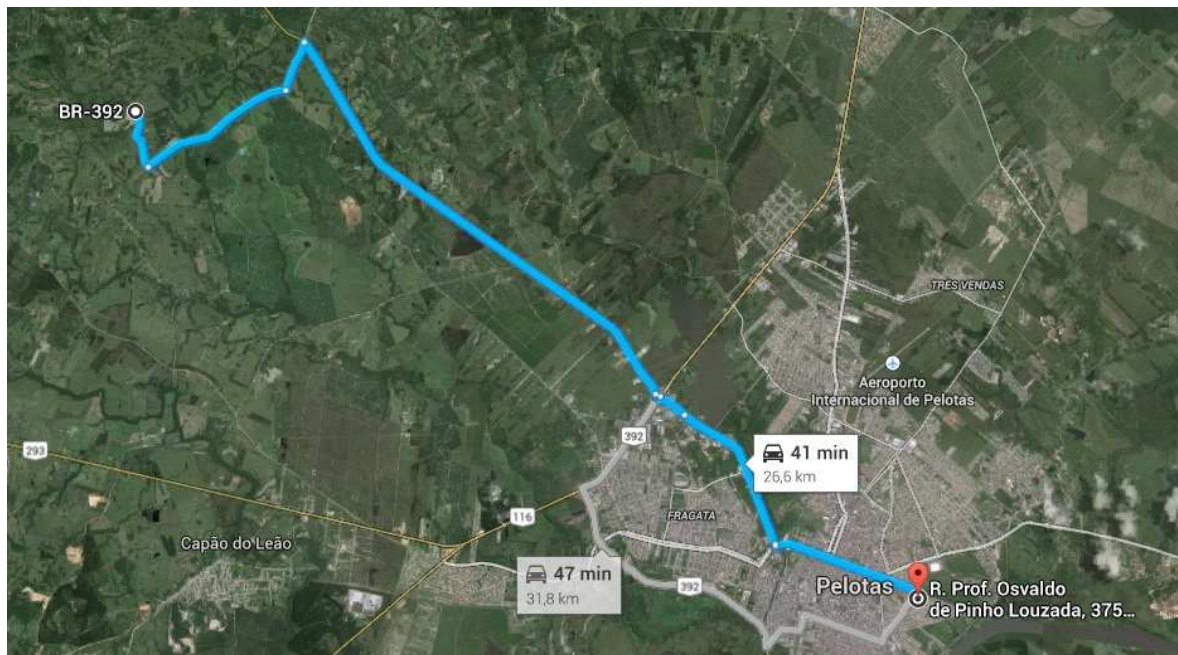 BR-392
TRÊS VENDAS
Aeroporto
Internacional de Pelotas
392
293
41 min
26,6 km
116
FRAGATA
Capão do Leão
47 min
31,8 km
392
Pelotas
R. Prof. Osvaldo
de Pinho Louzada, 375...